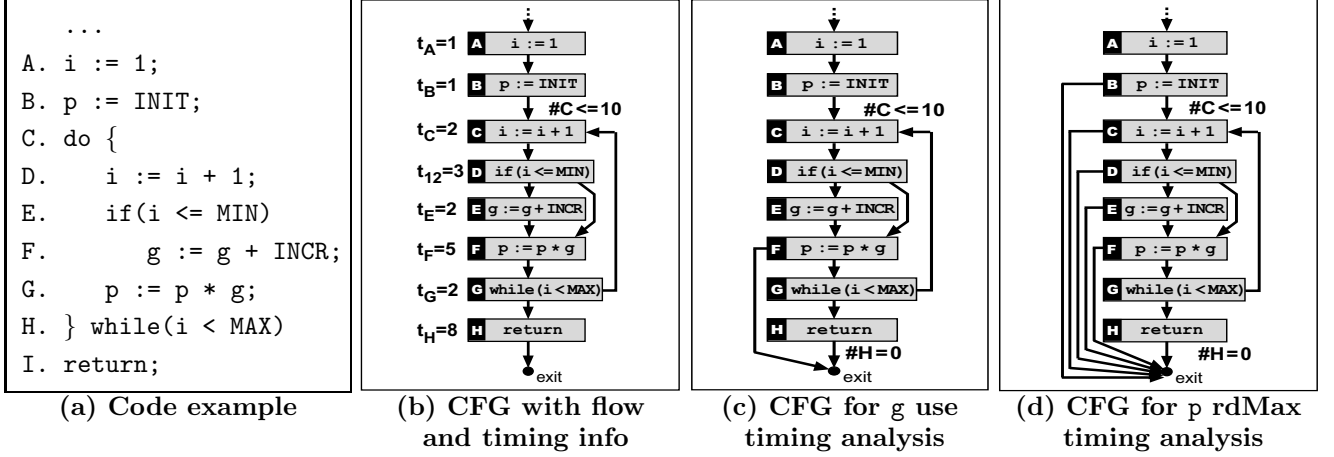 ...
A. i := 1;
B. p := INIT;
C. do {
D. i := i + 1;
E. if(i <= MIN)
F. g := g + INCR;
G. p := p * g;
H. } while(i < MAX)
I. return;
(a) Code example
t_A=1 A i := 1
t_B=1 B p := INIT
#C<=10
t_C=2 C i := i + 1
t_12=3 D if(i <= MIN)
t_E=2 E g := g + INCR
t_F=5 F p := p * g
t_G=2 G while(i < MAX)
t_H=8 H return
exit
(b) CFG with flow
and timing info
A i := 1
B p := INIT
#C<=10
C i := i + 1
D if(i <= MIN)
E g := g + INCR
F p := p * g
G while(i < MAX)
H return
#H=0
exit
(c) CFG for g use
timing analysis
A i := 1
B p := INIT
#C<=10
C i := i + 1
D if(i <= MIN)
E g := g + INCR
F p := p * g
G while(i < MAX)
H return
#H=0
exit
(d) CFG for p rdMax
timing analysis